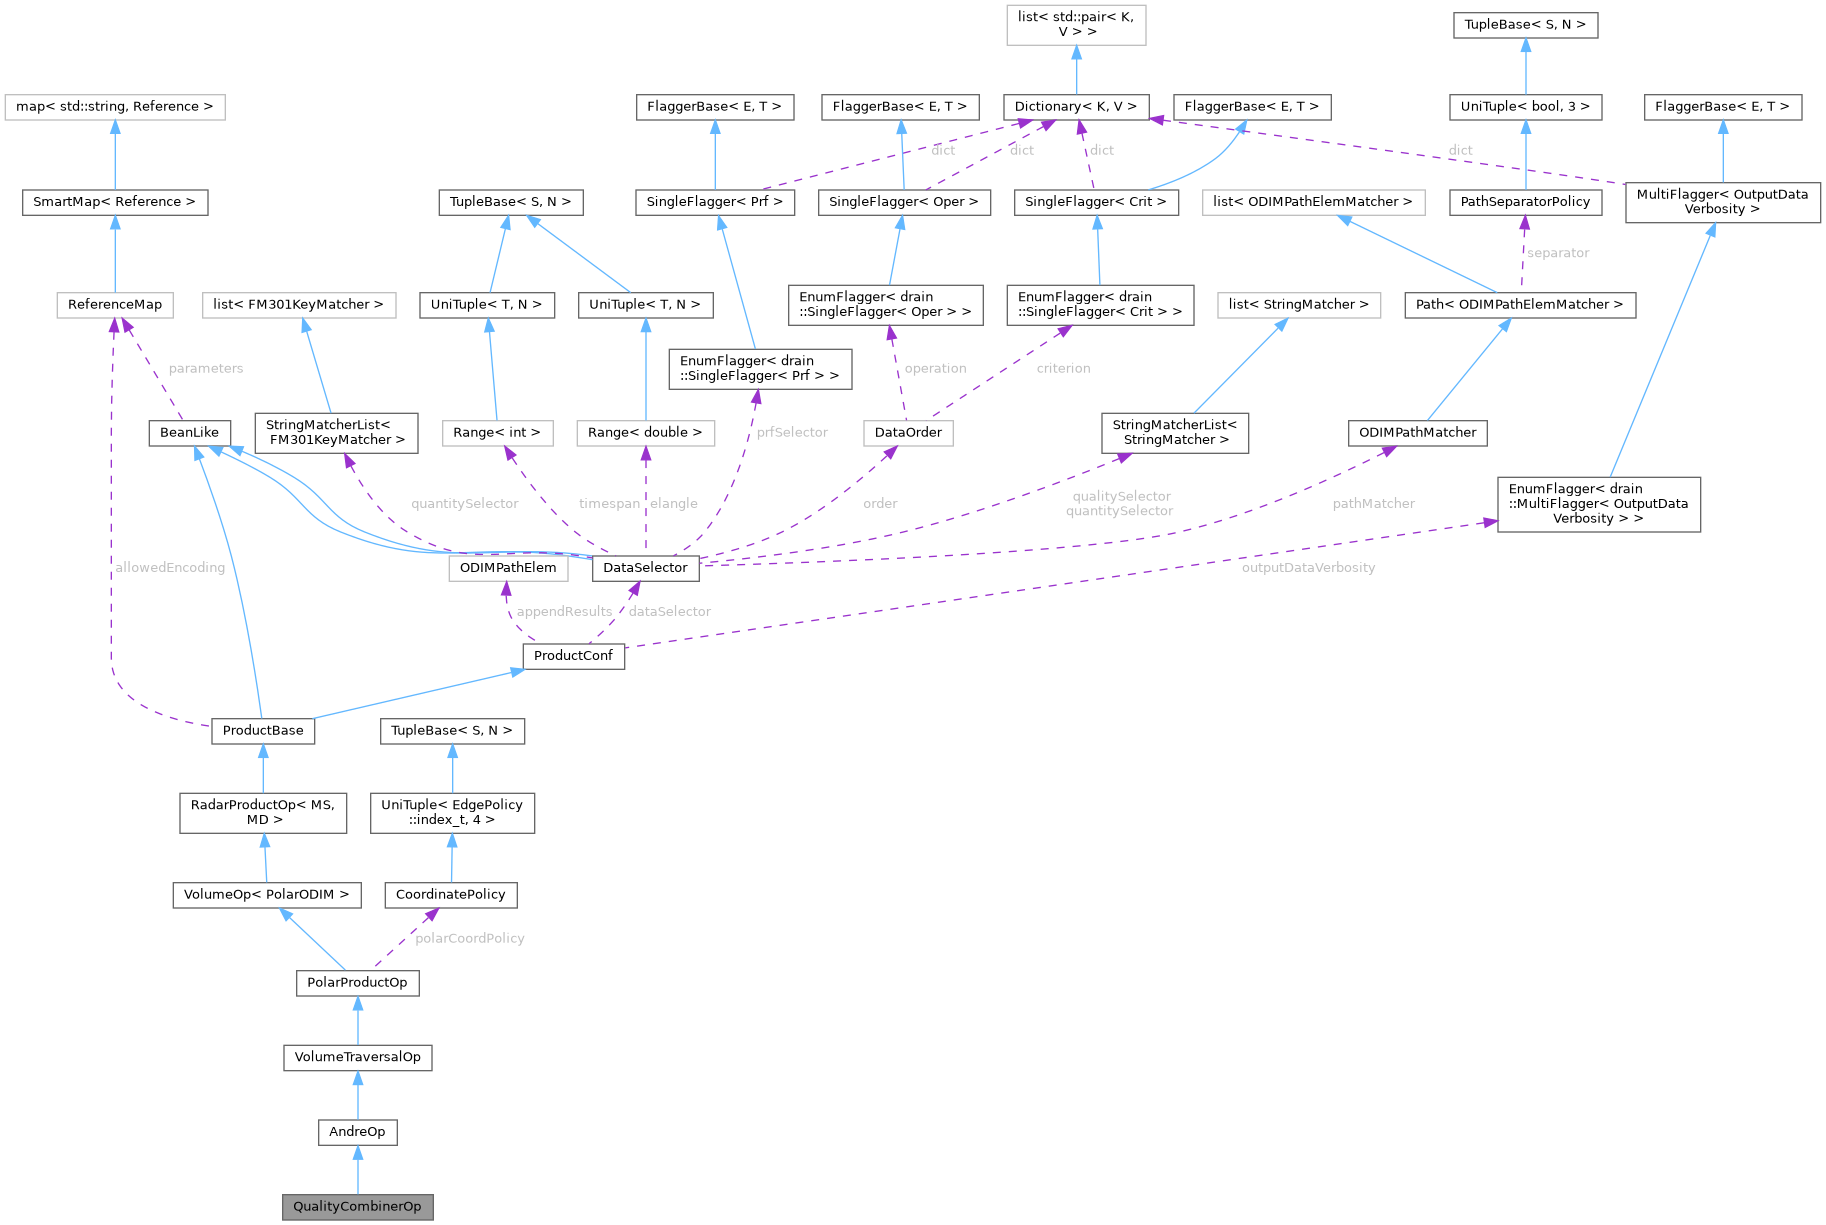 list< std::pair< K,
V > >
TupleBase< S, N >
map< std::string, Reference >
FlaggerBase< E, T >
FlaggerBase< E, T >
Dictionary< K, V >
FlaggerBase< E, T >
UniTuple< bool, 3 >
FlaggerBase< E, T >
dict
dict
dict
dict
SmartMap< Reference >
TupleBase< S, N >
SingleFlagger< Prf >
SingleFlagger< Oper >
SingleFlagger< Crit >
list< ODIMPathElemMatcher >
PathSeparatorPolicy
MultiFlagger< OutputData
Verbosity >
separator
ReferenceMap
list< FM301KeyMatcher >
UniTuple< T, N >
UniTuple< T, N >
EnumFlagger< drain
::SingleFlagger< Oper > >
EnumFlagger< drain
::SingleFlagger< Crit > >
list< StringMatcher >
Path< ODIMPathElemMatcher >
parameters
EnumFlagger< drain
::SingleFlagger< Prf > >
operation
criterion
BeanLike
StringMatcherList<
FM301KeyMatcher >
Range< int >
Range< double >
prfSelector
DataOrder
StringMatcherList<
StringMatcher >
ODIMPathMatcher
quantitySelector
timespan
elangle
order
qualitySelector
quantitySelector
pathMatcher
EnumFlagger< drain
::MultiFlagger< OutputData
Verbosity > >
allowedEncoding
ODIMPathElem
DataSelector
outputDataVerbosity
appendResults
dataSelector
ProductConf
ProductBase
TupleBase< S, N >
RadarProductOp< MS,
MD >
UniTuple< EdgePolicy
::index_t, 4 >
VolumeOp< PolarODIM >
CoordinatePolicy
polarCoordPolicy
PolarProductOp
VolumeTraversalOp
AndreOp
QualityCombinerOp